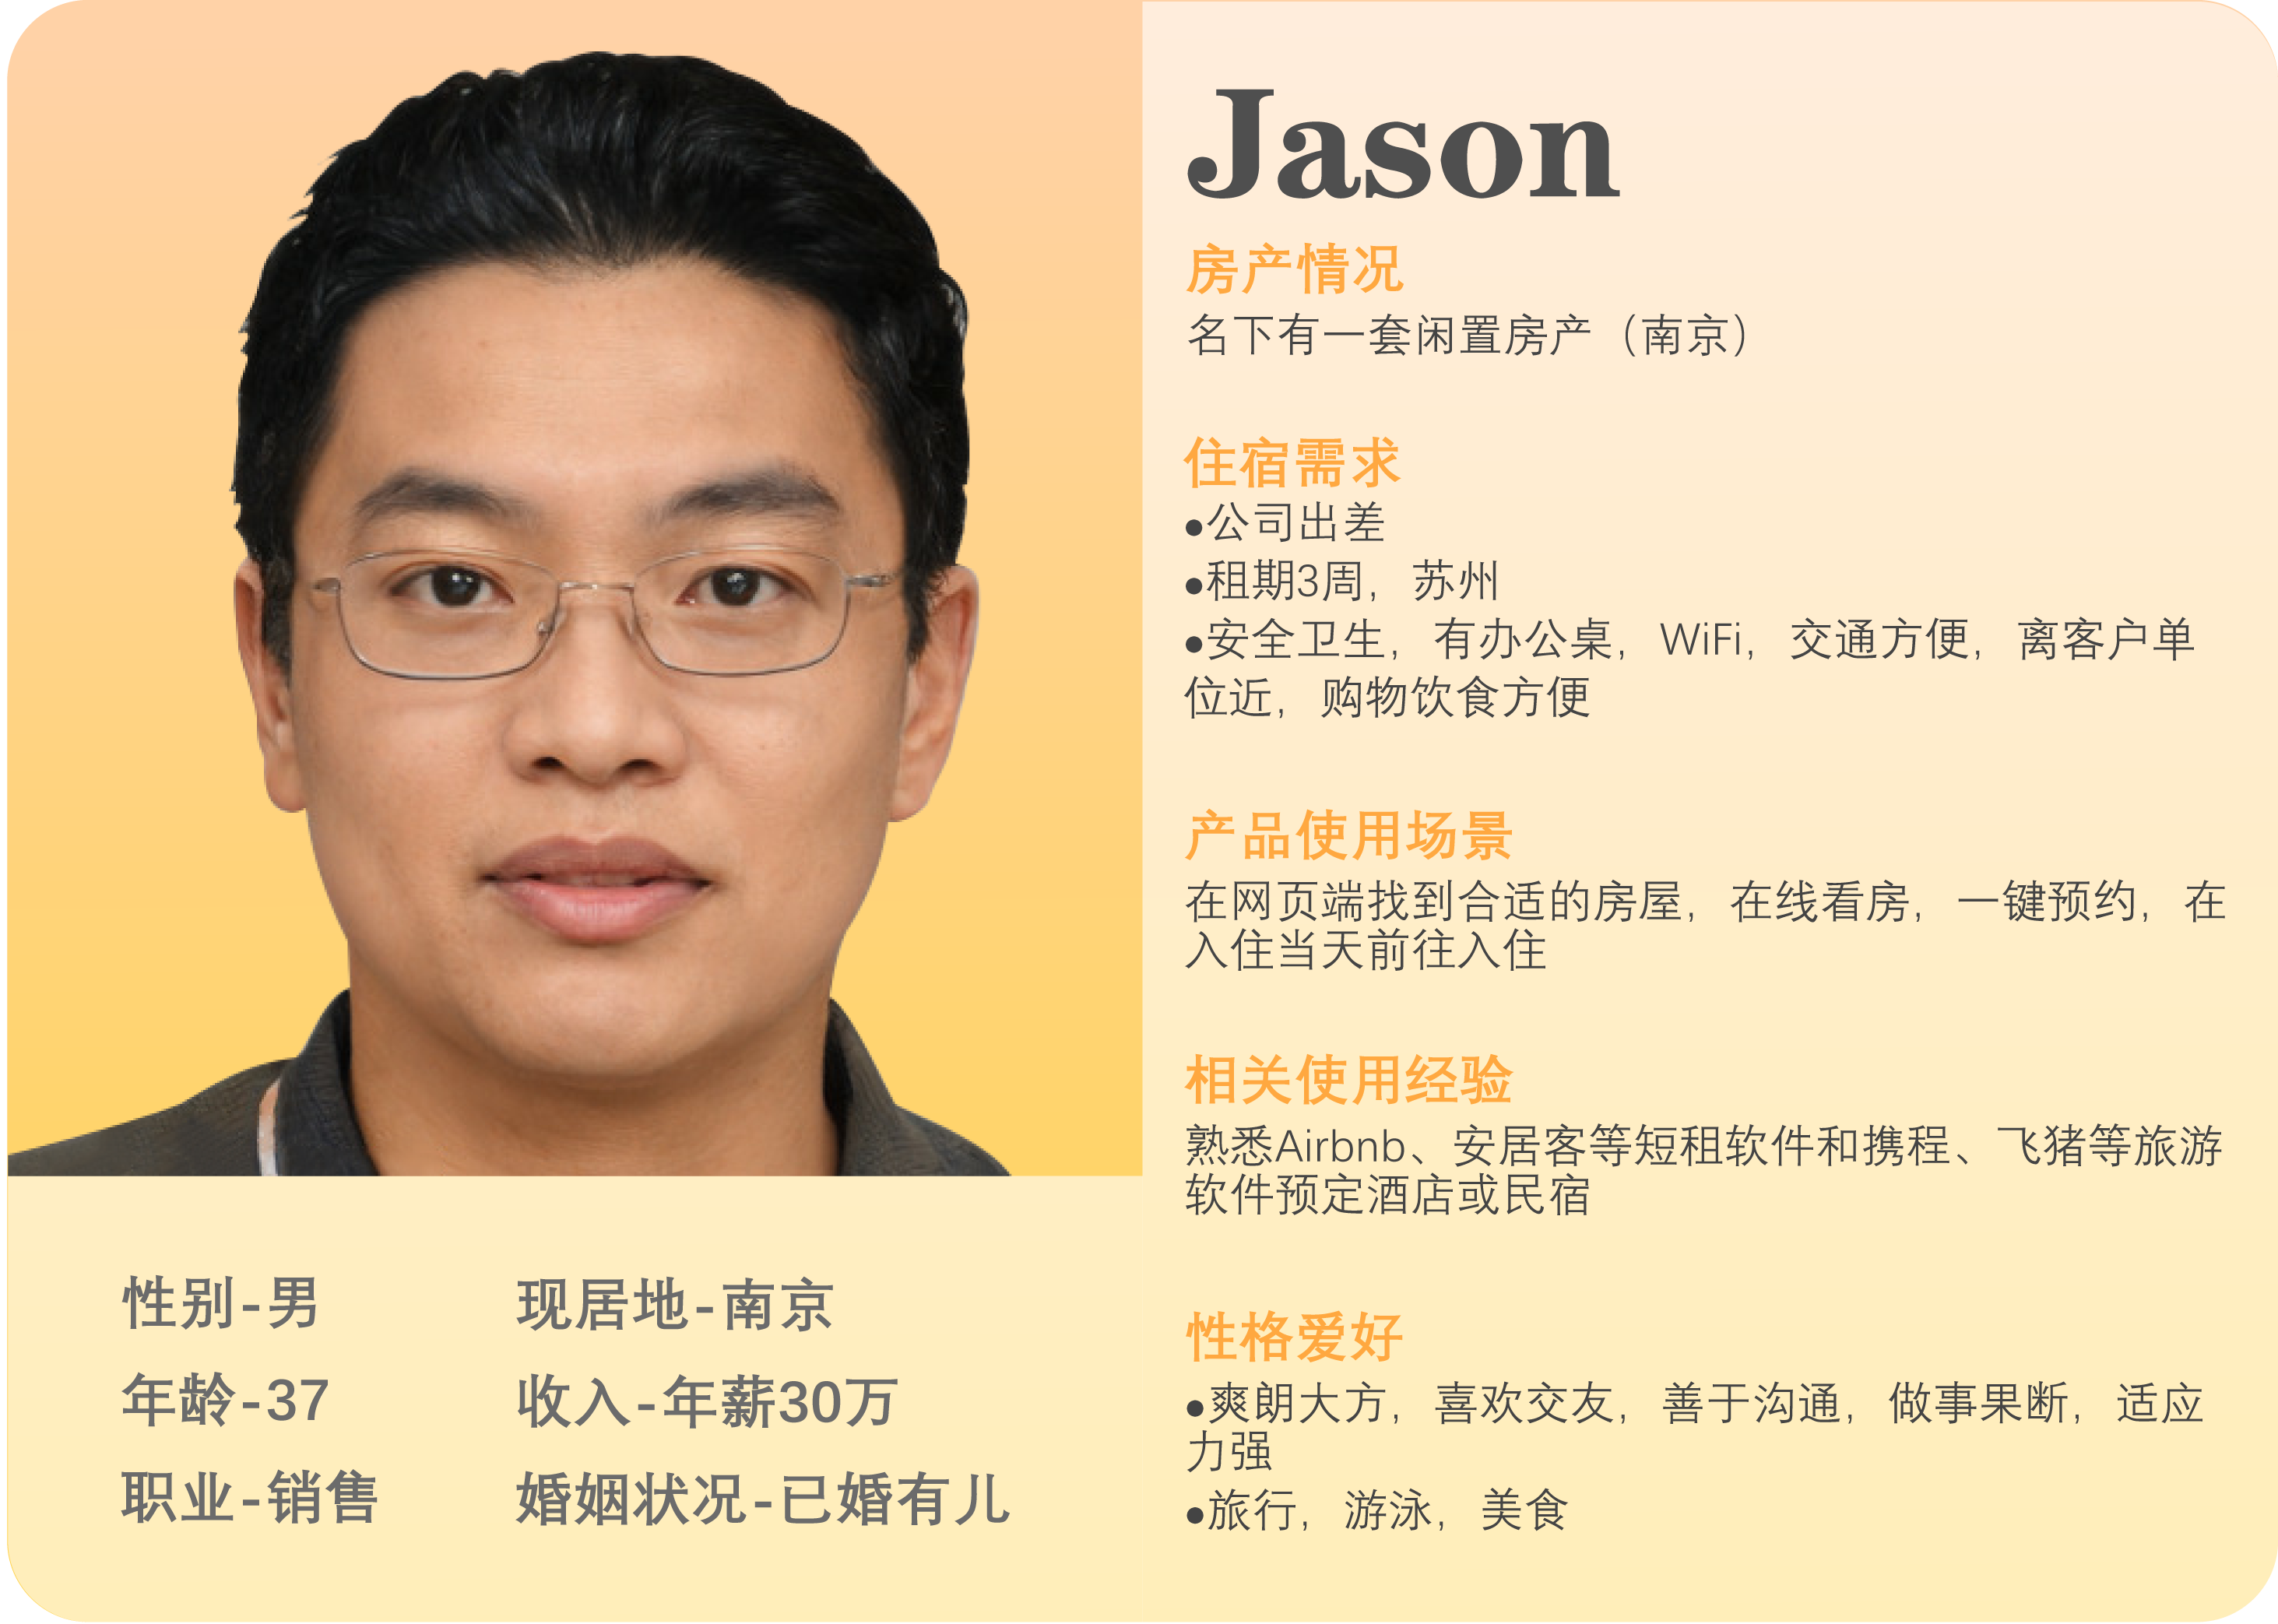 Jason
房产情况
名下有一套闲置房产（南京）
住宿需求
●公司出差
●租期3周，苏州
●安全卫生，有办公桌，WiFi，交通方便，离客户单
位近，购物饮食方便
产品使用场景
在网页端找到合适的房屋，在线看房，一键预约，在
入住当天前往入住
相关使用经验
熟悉Airbnb、安居客等短租软件和携程、飞猪等旅游
软件预定酒店或民宿
性格爱好
●爽朗大方，喜欢交友，善于沟通，做事果断，适应
力强
●旅行，游泳，美食
性别-男
现居地-南京
年龄-37
收入-年薪30万
职业-销售
婚姻状况-已婚有儿